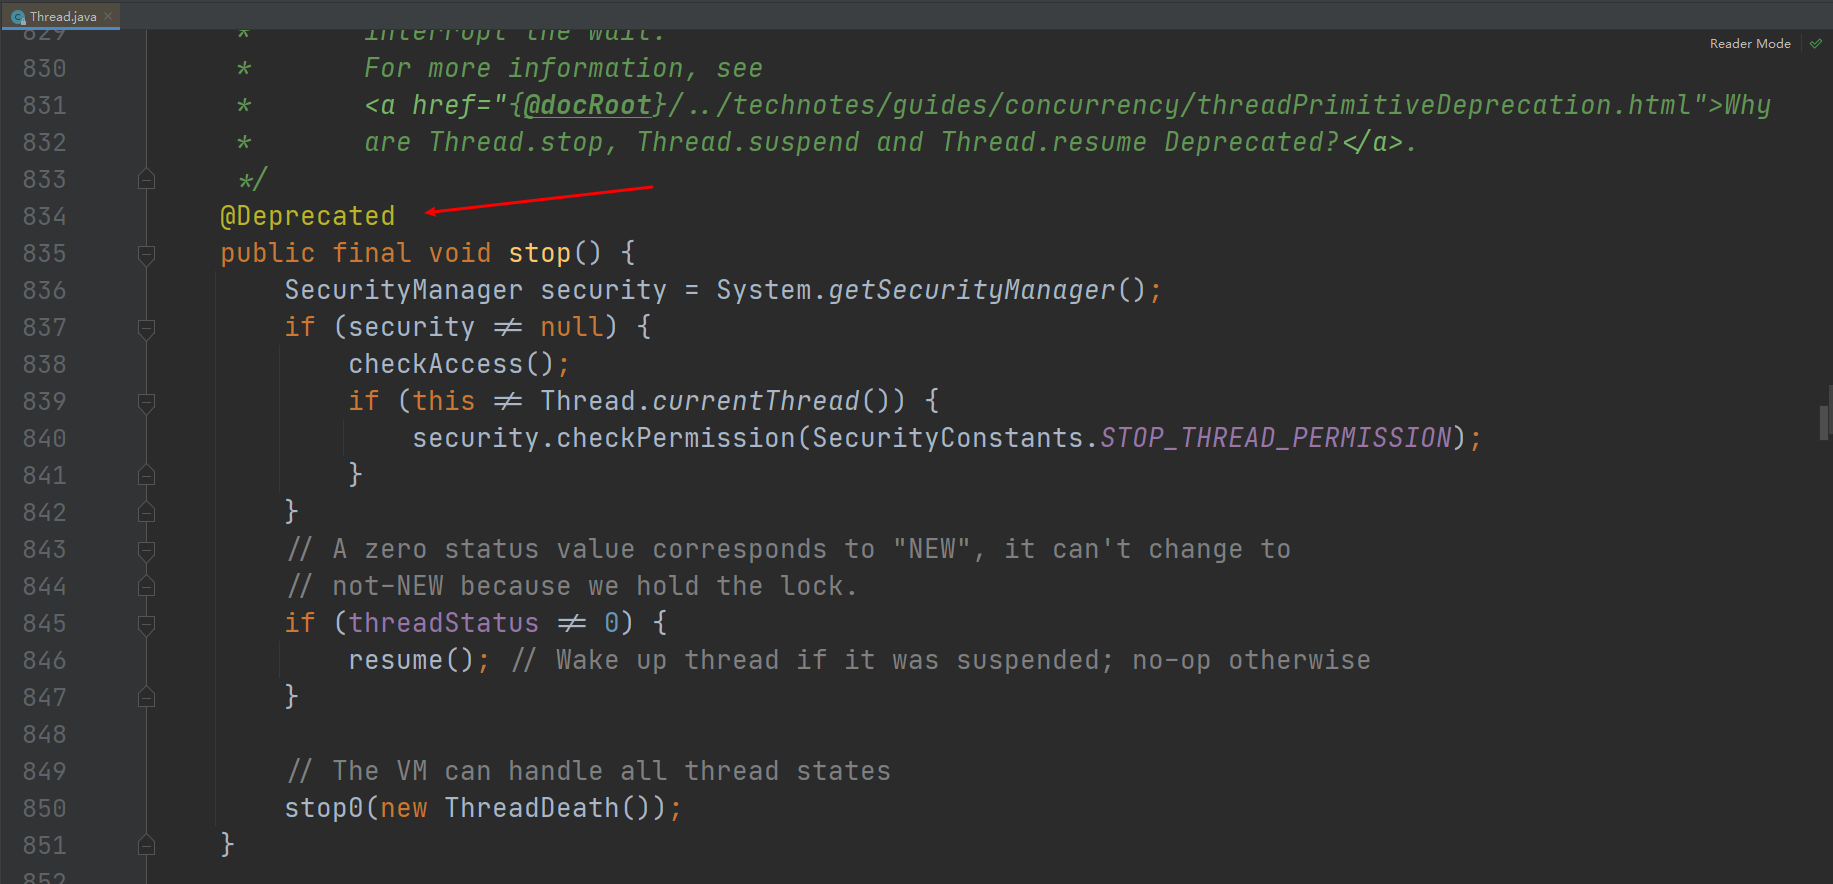 Thread.java
Reader Mode
829 * interrupt the wait.
830 * For more information, see
831 * <a href="{@docRoot}/../technotes/guides/concurrency/threadPrimitiveDeprecation.html">Why
832 * are Thread.stop, Thread.suspend and Thread.resume Deprecated?</a>.
833 */
834 @Deprecated
835 public final void stop() {
836 SecurityManager security = System.getSecurityManager();
837 if (security != null) {
838 checkAccess();
839 if (this != Thread.currentThread()) {
840 security.checkPermission(SecurityConstants.STOP_THREAD_PERMISSION);
841 }
842 }
843 // A zero status value corresponds to "NEW", it can't change to
844 // not-NEW because we hold the lock.
845 if (threadStatus != 0) {
846 resume(); // Wake up thread if it was suspended; no-op otherwise
847 }
848
849 // The VM can handle all thread states
850 stop0(new ThreadDeath());
851 }
852